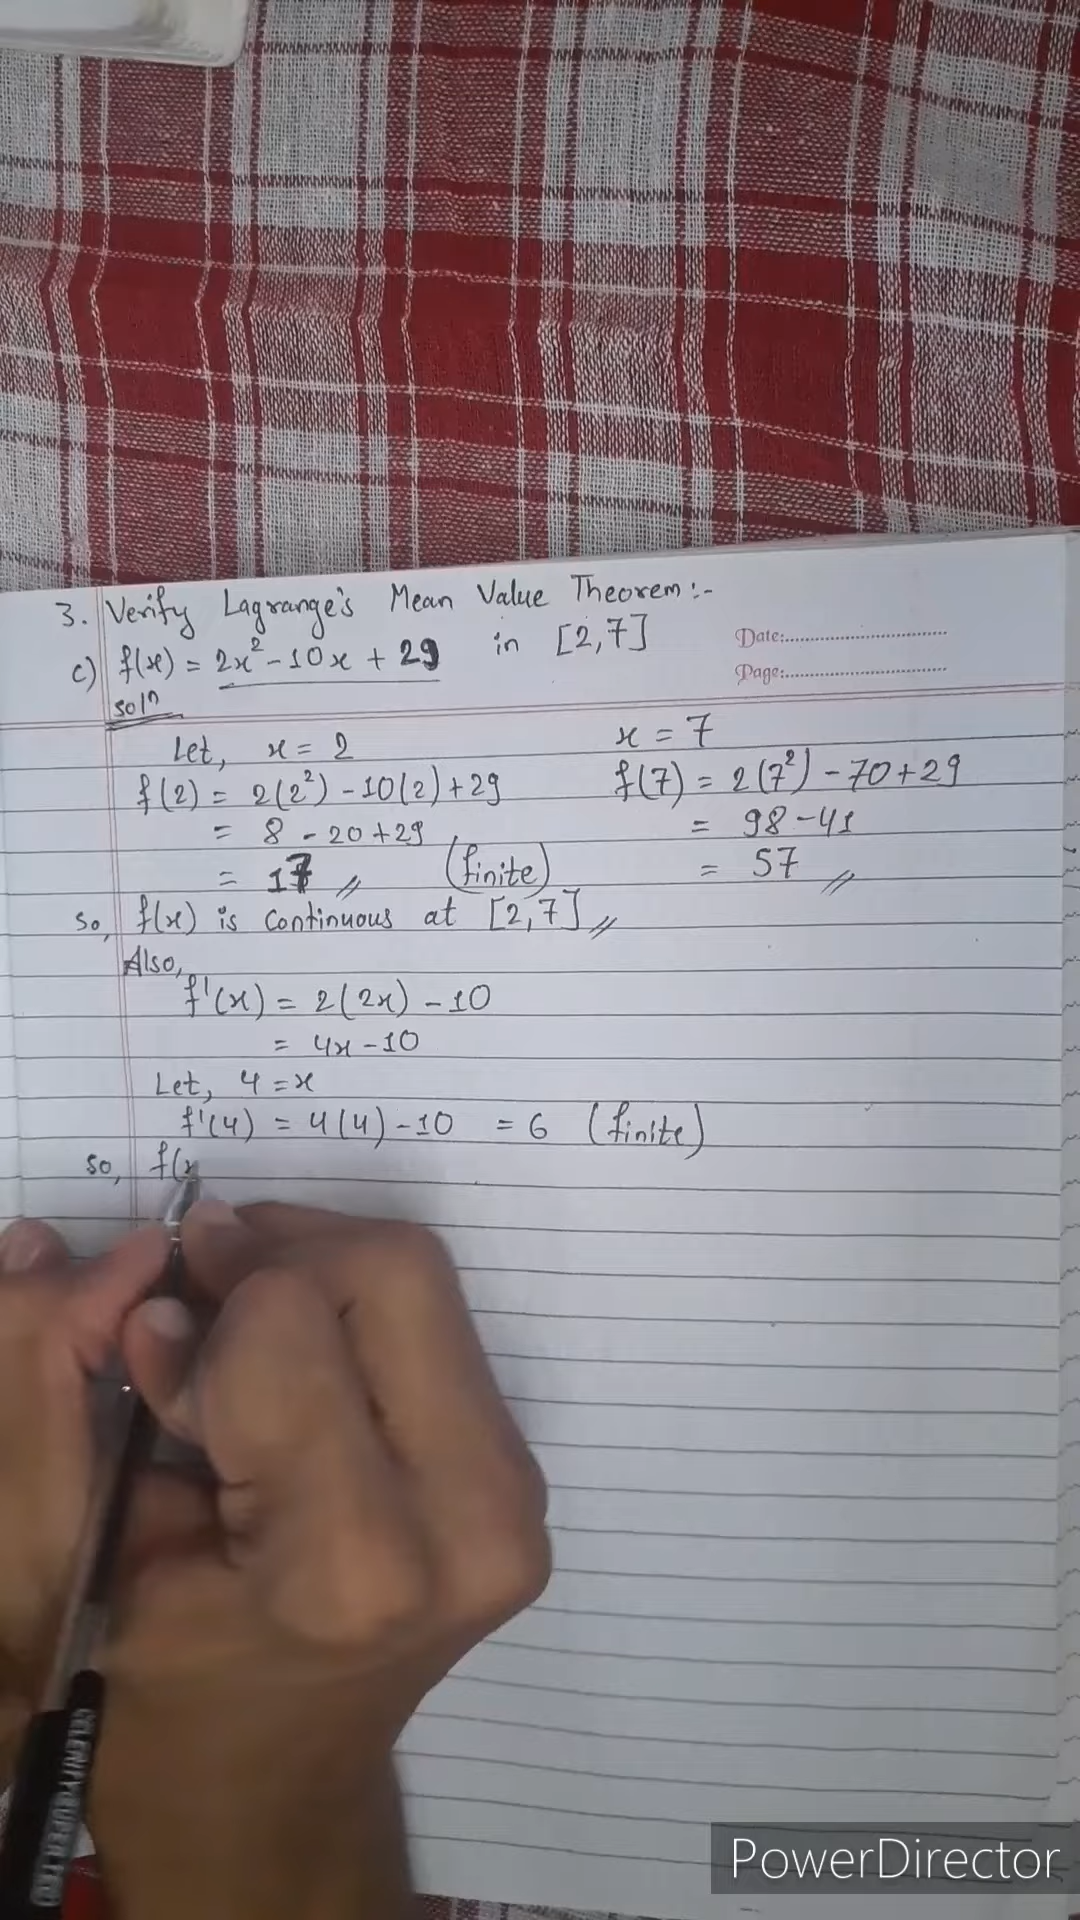 3. Verify Lagrange's Mean Value Theorem:-
c) f(x) = 2x² - 10x + 29 in [2,7]
Date:
Page:
soln
Let, x = 2
f(2) = 2(2²) - 10(2) + 29
= 8 - 20 + 29
= 17 (finite)
x = 7
f(7) = 2(7²) - 70 + 29
= 98 - 41
= 57
so, f(x) is continuous at [2,7]
Also,
f'(x) = 2(2x) - 10
= 4x - 10
Let, 4 = x
f'(4) = 4(4) - 10 = 6 (finite)
so, f(x
PowerDirector